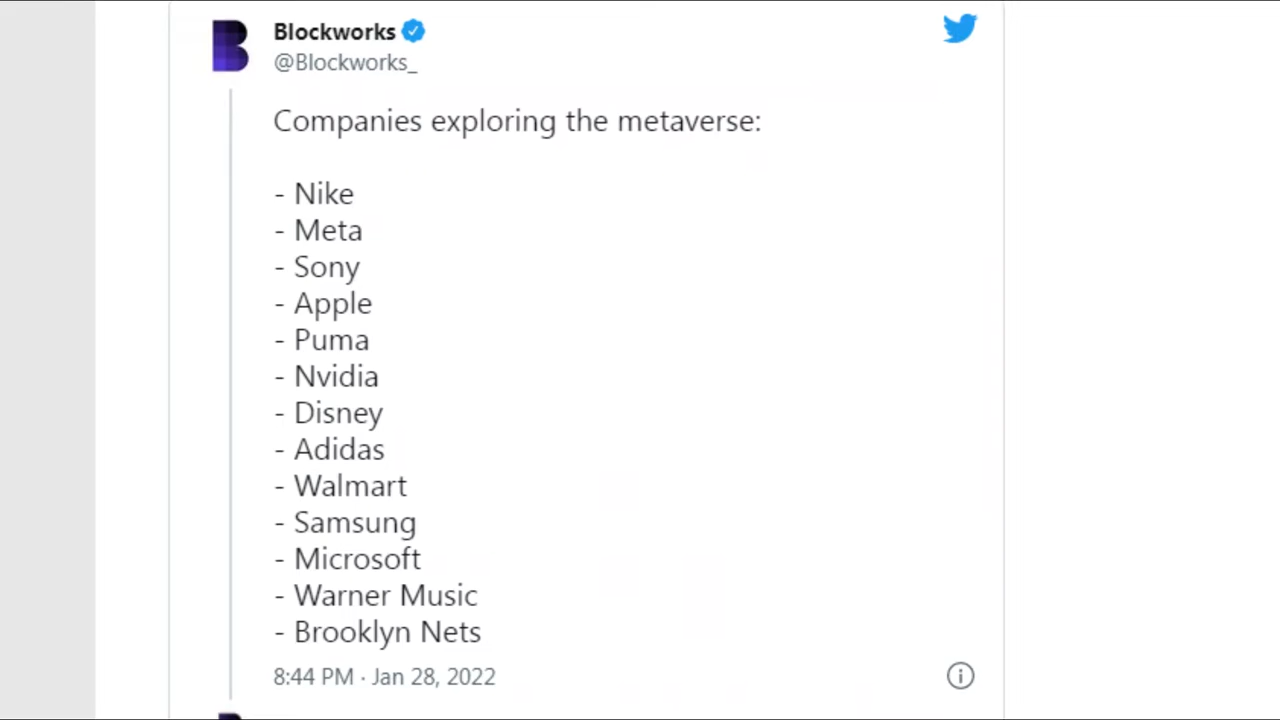 Blockworks
@Blockworks_
Companies exploring the metaverse:
- Nike
- Meta
- Sony
- Apple
- Puma
- Nvidia
- Disney
- Adidas
- Walmart
- Samsung
- Microsoft
- Warner Music
- Brooklyn Nets
8:44 PM · Jan 28, 2022